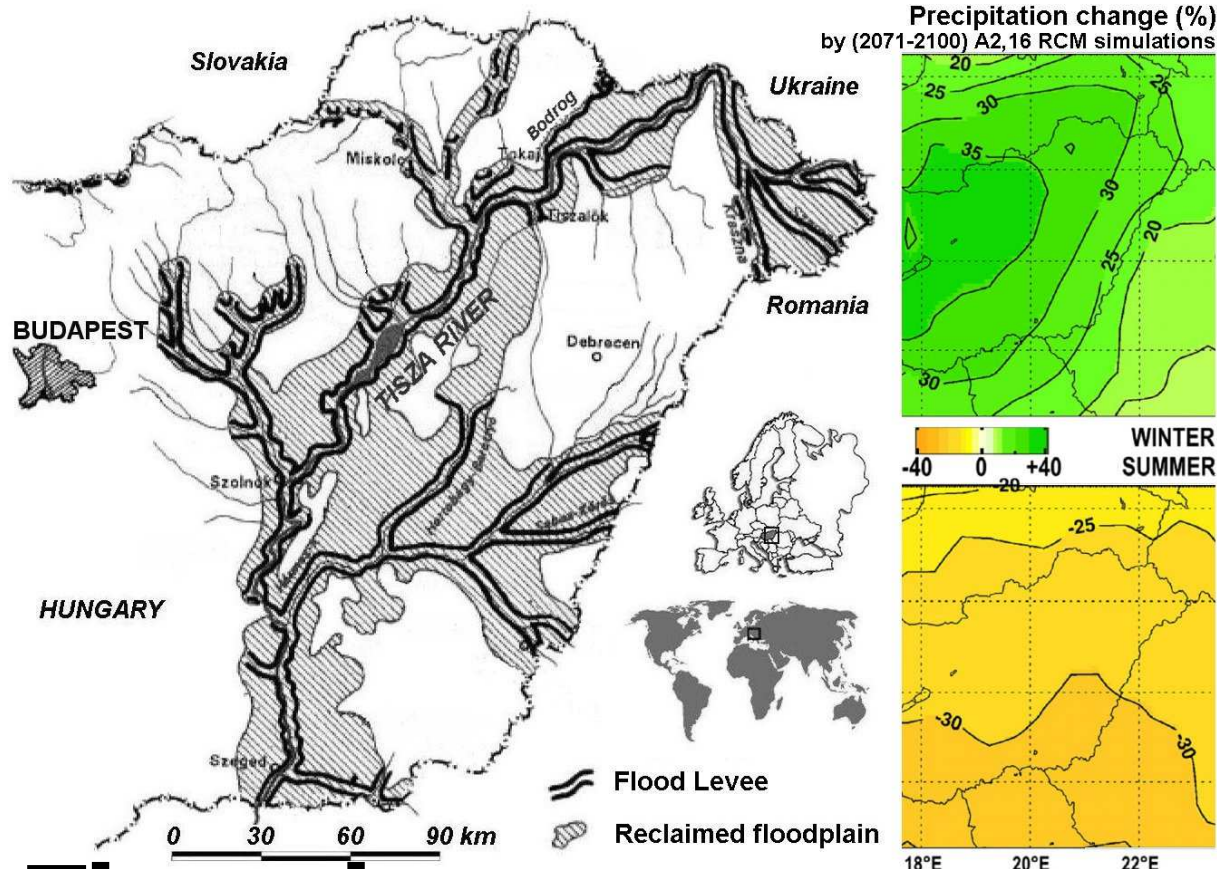 Precipitation change (%)
by (2071-2100) A2,16 RCM simulations
Slovakia
Ukraine
Bodrog
Miskolc
Tokaj
Tiszalök
Kraszna
Romania
BUDAPEST
TISZA RIVER
Debrecen
Szolnok
HUNGARY
Szeged
Flood Levee
Reclaimed floodplain
0 30 60 90 km
20
25
25
30
35
30
20
25
30
-40 0 +40
WINTER
SUMMER
-20
-25
-30
-30
18°E 20°E 22°E